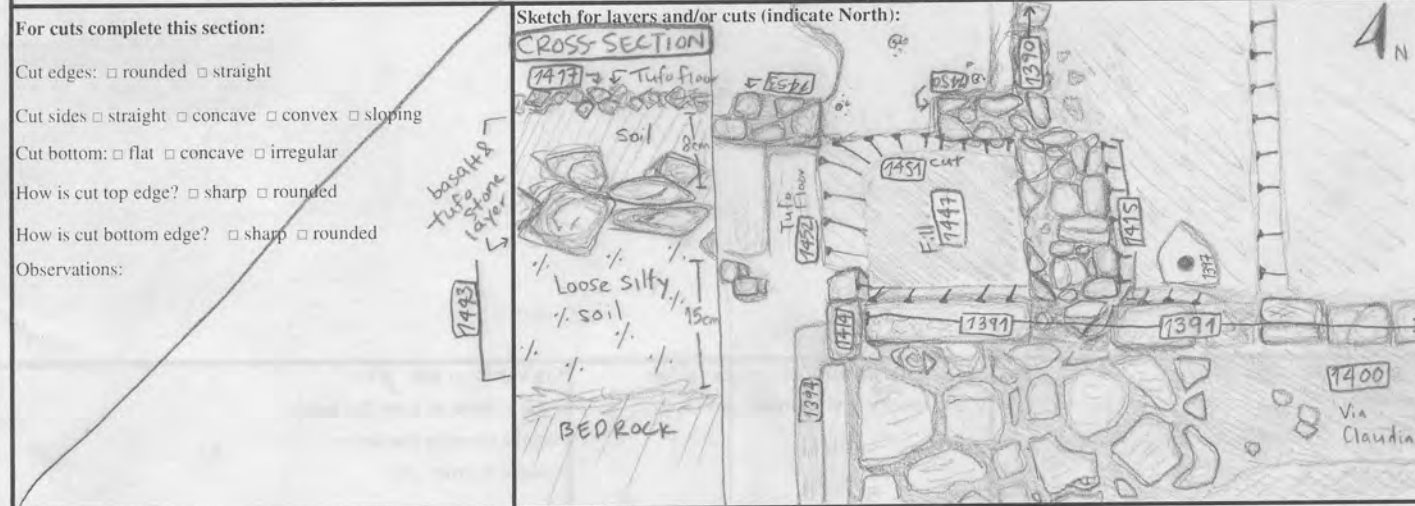 For cuts complete this section:
Cut edges: □ rounded □ straight
Cut sides □ straight □ concave □ convex □ sloping
Cut bottom: □ flat □ concave □ irregular
How is cut top edge? □ sharp □ rounded
How is cut bottom edge? □ sharp □ rounded
Observations:
basalt &
tufo
stone
layer
1443
Sketch for layers and/or cuts (indicate North):
CROSS-SECTION
1417 Tufo floor
Soil
Loose silty
soil
15cm
BEDROCK
N
1390
1453
1451 cut
Tufo
Floor
1452
Fill
1447
1415
1397
1414
1391
1391
1394
1400
Via
Claudia